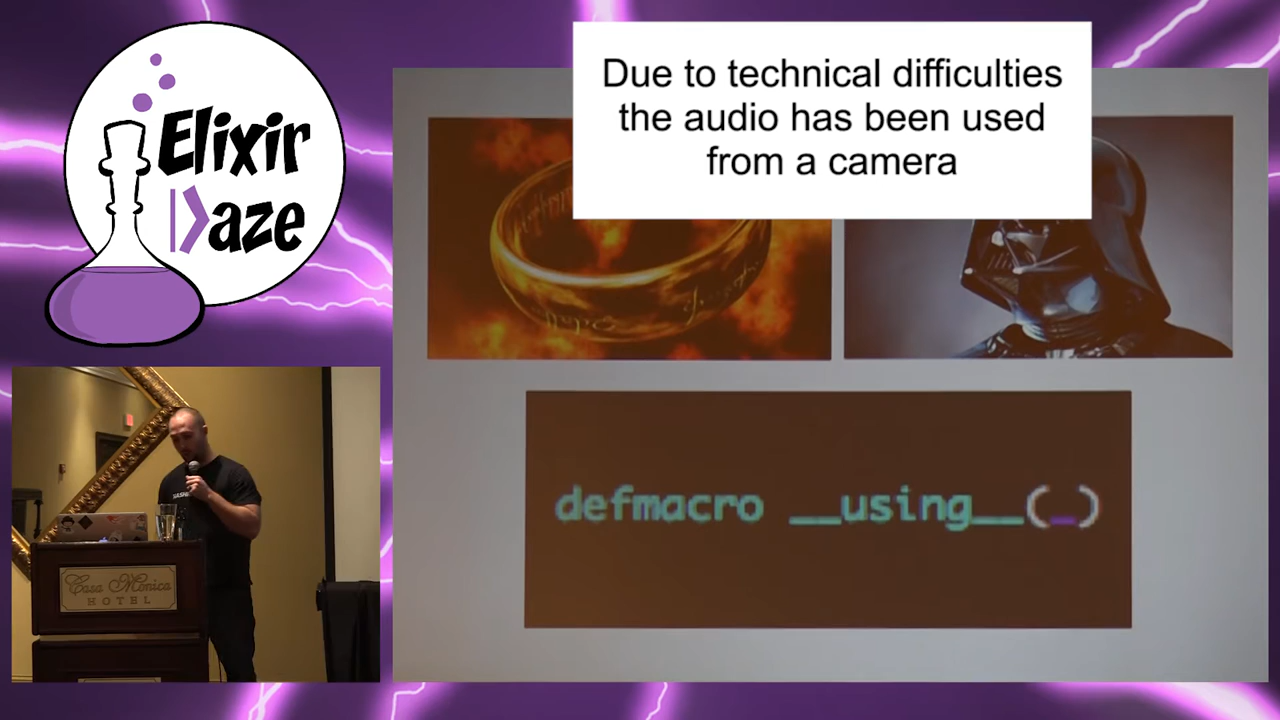 Elixir
|>aze
Due to technical difficulties
the audio has been used
from a camera
defmacro __using__(_)
Casa Monica
HOTEL